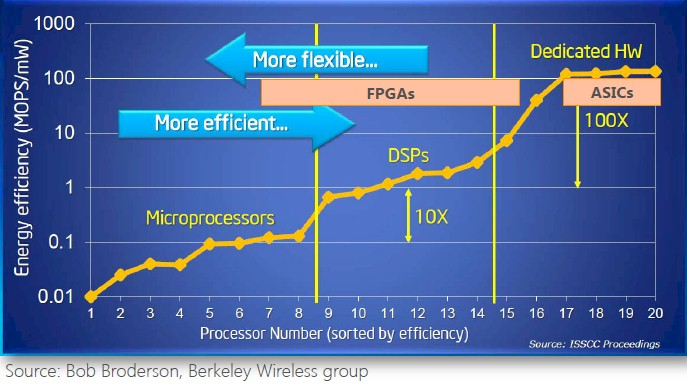 1000
100
10
1
0.1
0.01
Energy efficiency (MOPS/mW)
More flexible...
Dedicated HW
FPGAs
ASICs
More efficient...
100X
DSPs
Microprocessors
10X
1 2 3 4 5 6 7 8 9 10 11 12 13 14 15 16 17 18 19 20
Processor Number (sorted by efficiency)
Source: ISSCC Proceedings
Source: Bob Broderson, Berkeley Wireless group